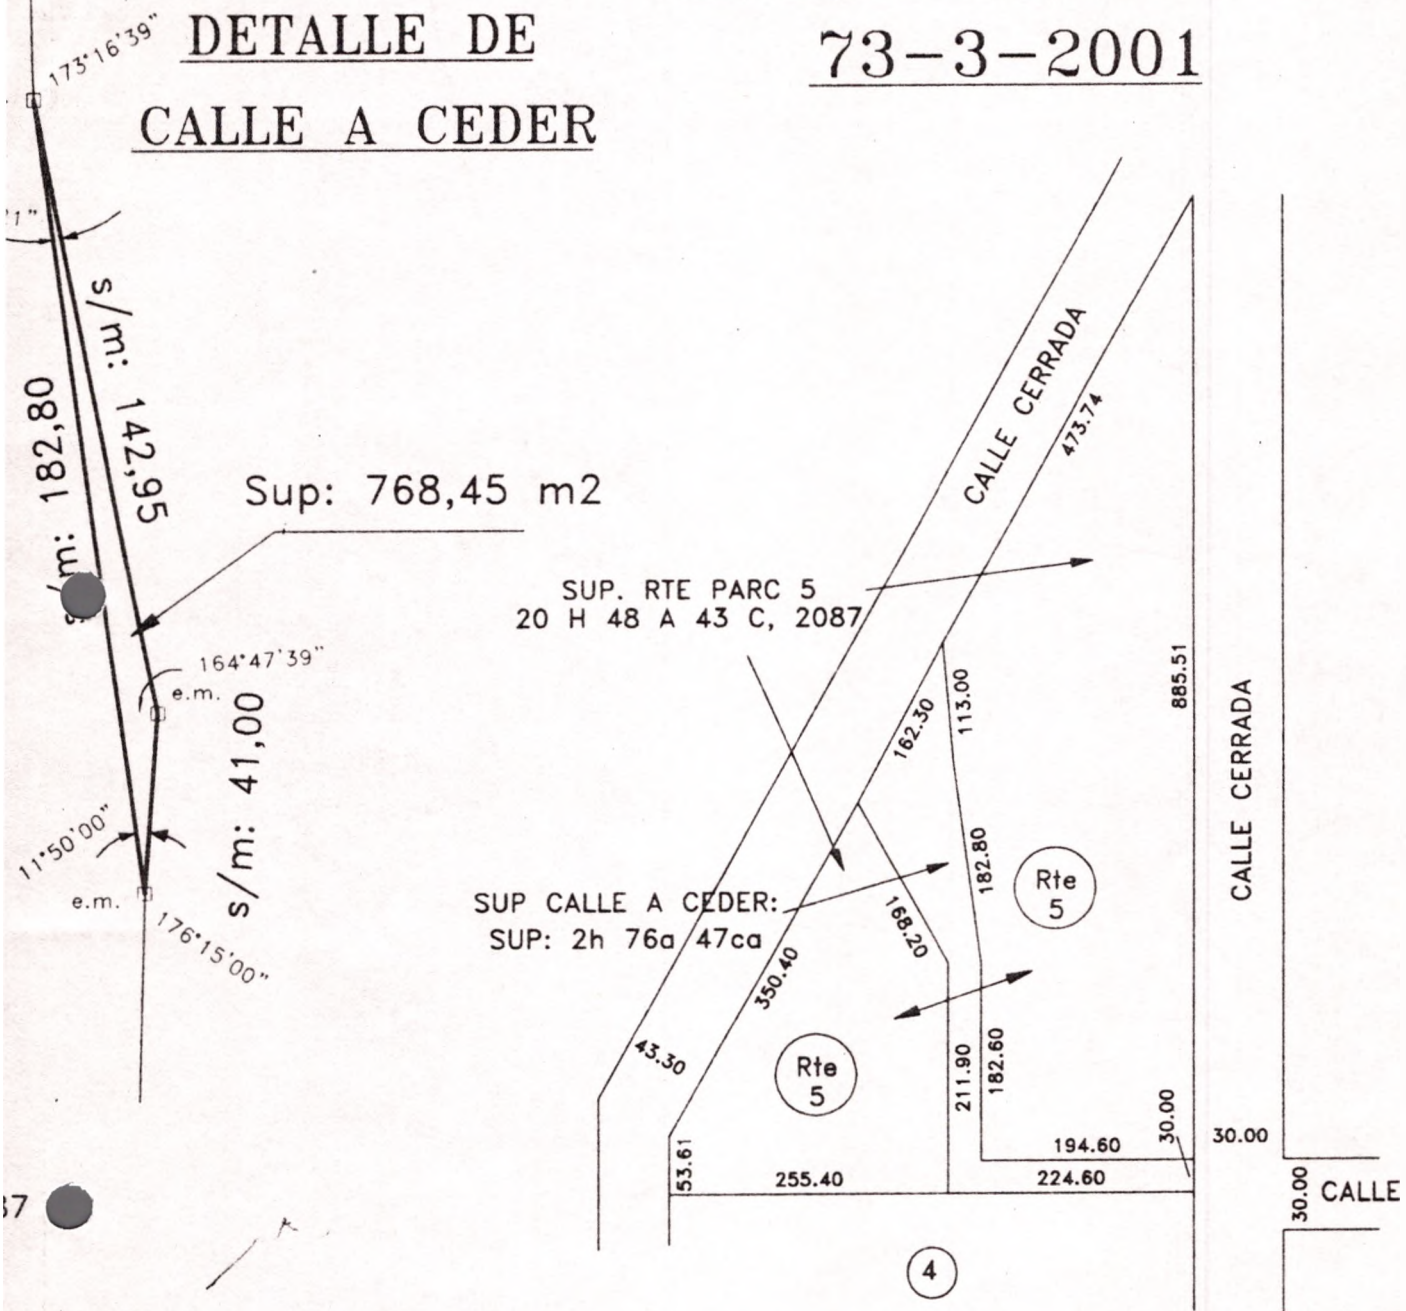 DETALLE DE
CALLE A CEDER
73-3-2001
173°16'39"
1"
s/m: 142,95
/m: 182,80
Sup: 768,45 m2
164°47'39"
e.m.
s/m: 41,00
11°50'00"
e.m.
176°15'00"
37
CALLE CERRADA
473.74
SUP. RTE PARC 5
20 H 48 A 43 C, 2087
885.51
113.00
162.30
CALLE CERRADA
182.80
Rte
5
SUP CALLE A CEDER:
SUP: 2h 76a 47ca
168.20
350.40
43.30
Rte
5
211.90
182.60
53.61
255.40
194.60
224.60
30.00
30.00
30.00
CALLE
4